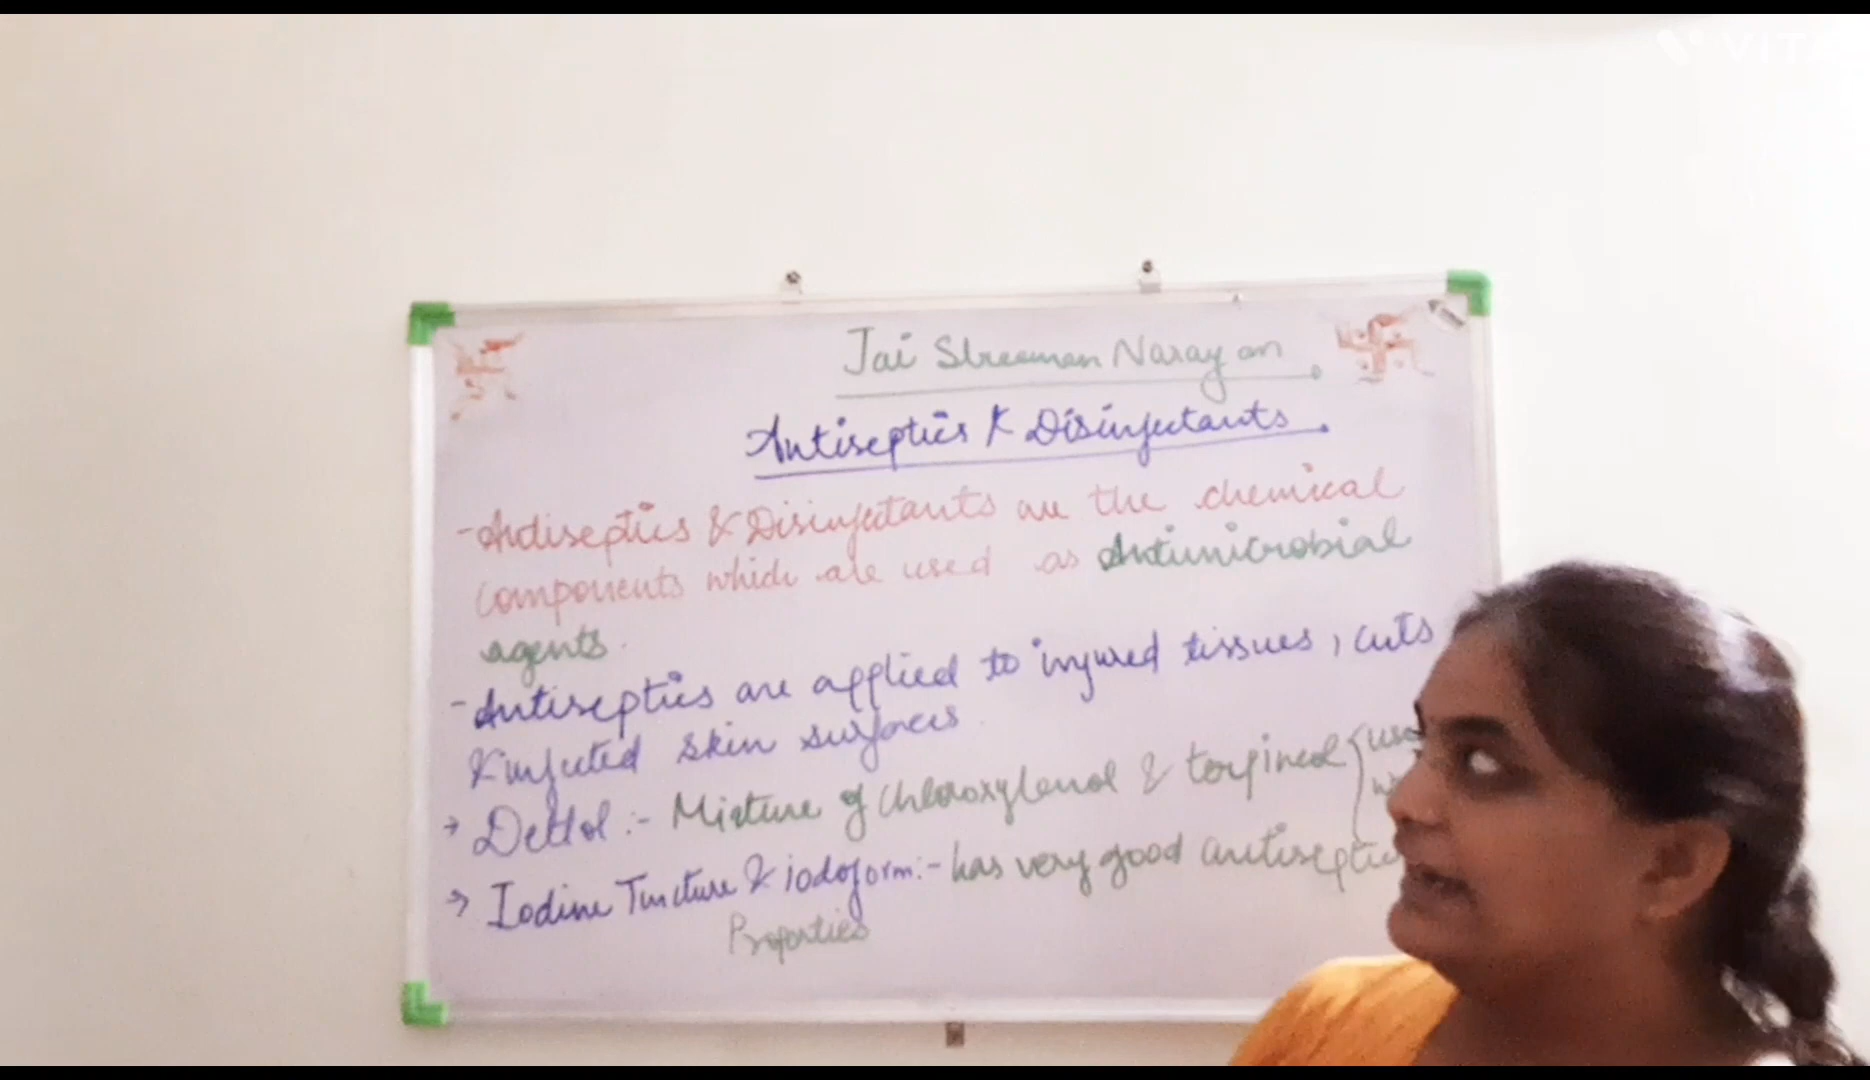 ViT
Jai Shreeman Narayan
Antiseptics & Disinfectants
- Antiseptics & Disinfectants are the chemical
components which are used as Antimicrobial
agents.
- Antiseptics are applied to injured tissues, cuts
& infected skin surfaces.
→ Dettol :- Mixture of chloroxylenol & terpineol
→ Iodine Tincture & iodoform :- has very good antiseptic
Properties